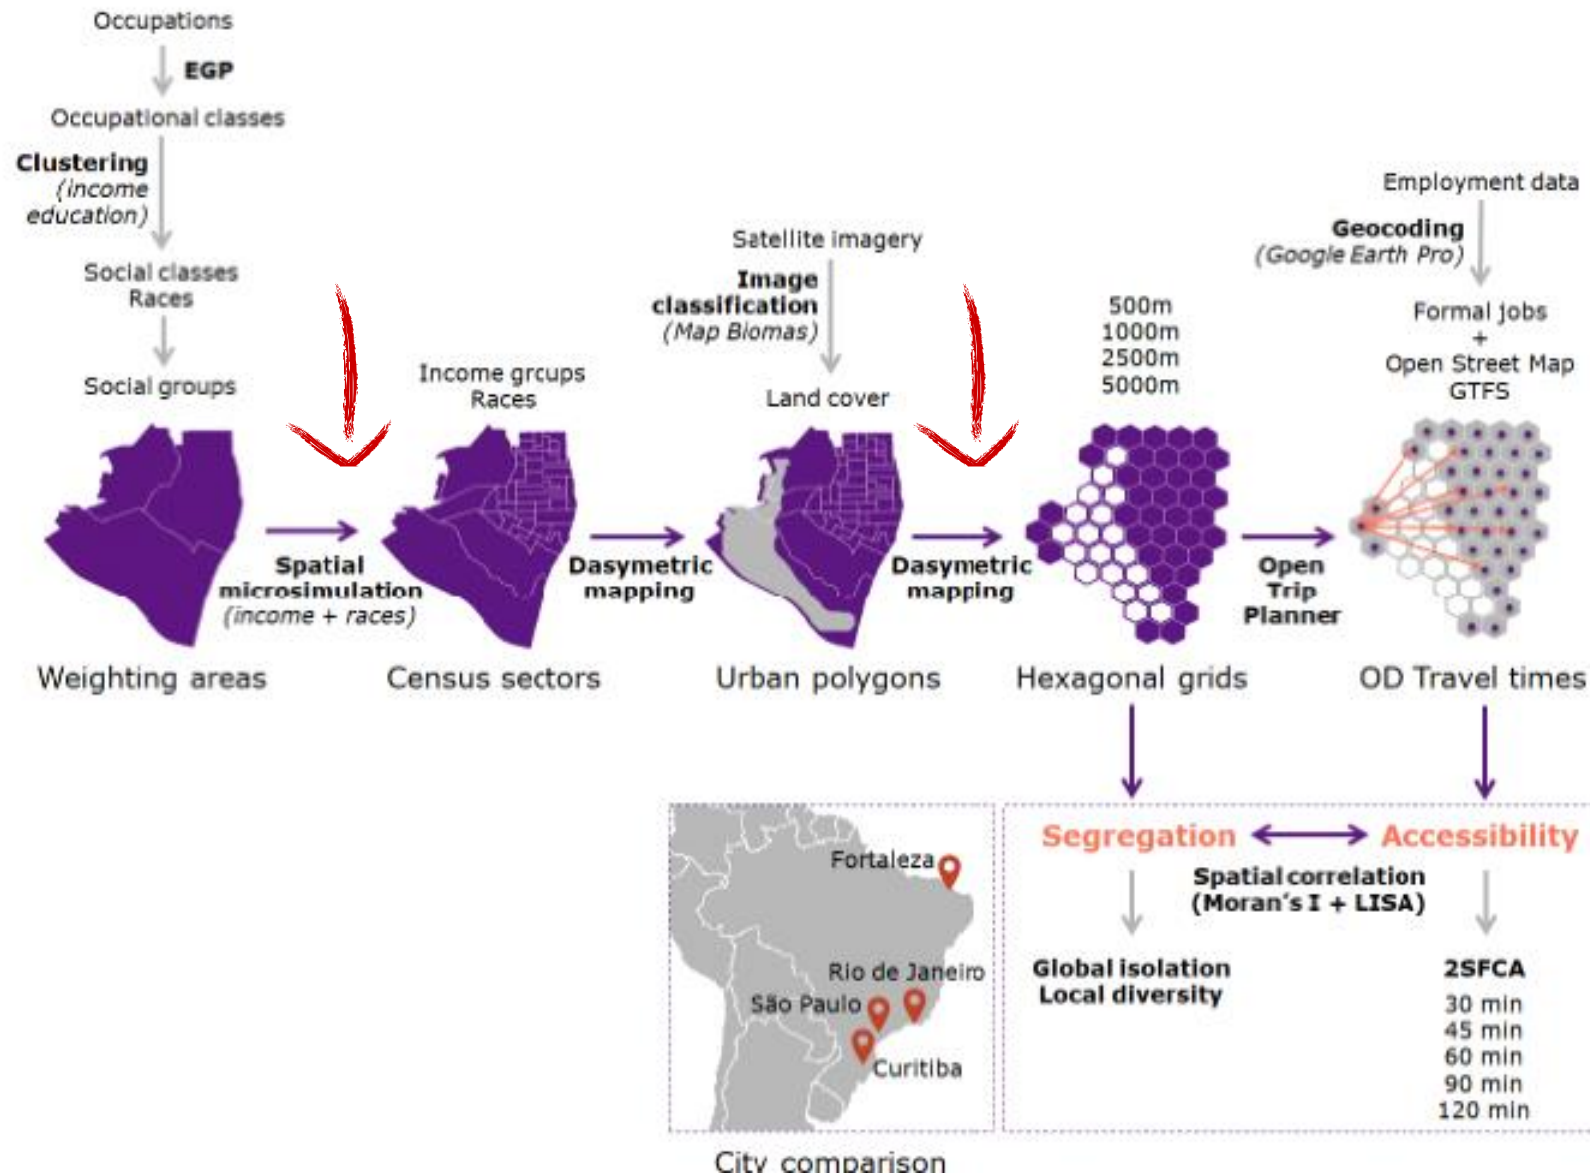 Occupations
EGP
Occupational classes
Clustering
(income
education)
Social classes
Races
Social groups
Weighting areas
Spatial
microsimulation
(income + races)
Income grcups
Races
Census sectors
Dasymetric
mapping
Satellite imagery
Image
classification
(Map Biomas)
Land cover
Urban polygons
Dasymetric
mapping
500m
1000m
2500m
5000m
Hexagonal grids
Open
Trip
Planner
Employment data
Geocoding
(Google Earth Pro)
Formal jobs
+
Open Street Map
GTFS
OD Travel times
Fortaleza
Rio de Janeiro
São Paulo
Curitiba
City comparison
Segregation
Accessibility
Spatial correlation
(Moran's I + LISA)
Global isolation
Local diversity
2SFCA
30 min
45 min
60 min
90 min
120 min